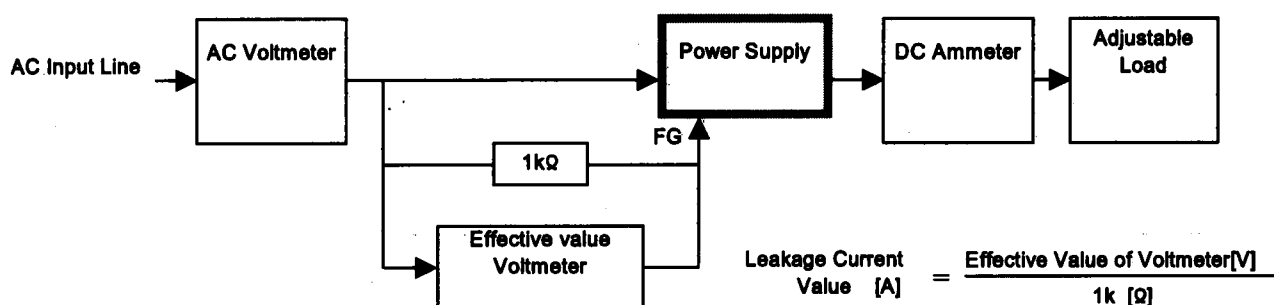 AC Input Line
AC Voltmeter
Power Supply
DC Ammeter
Adjustable
Load
FG
1kΩ
Effective value
Voltmeter
Leakage Current
Value [A]
= Effective Value of Voltmeter[V]
1k [Ω]